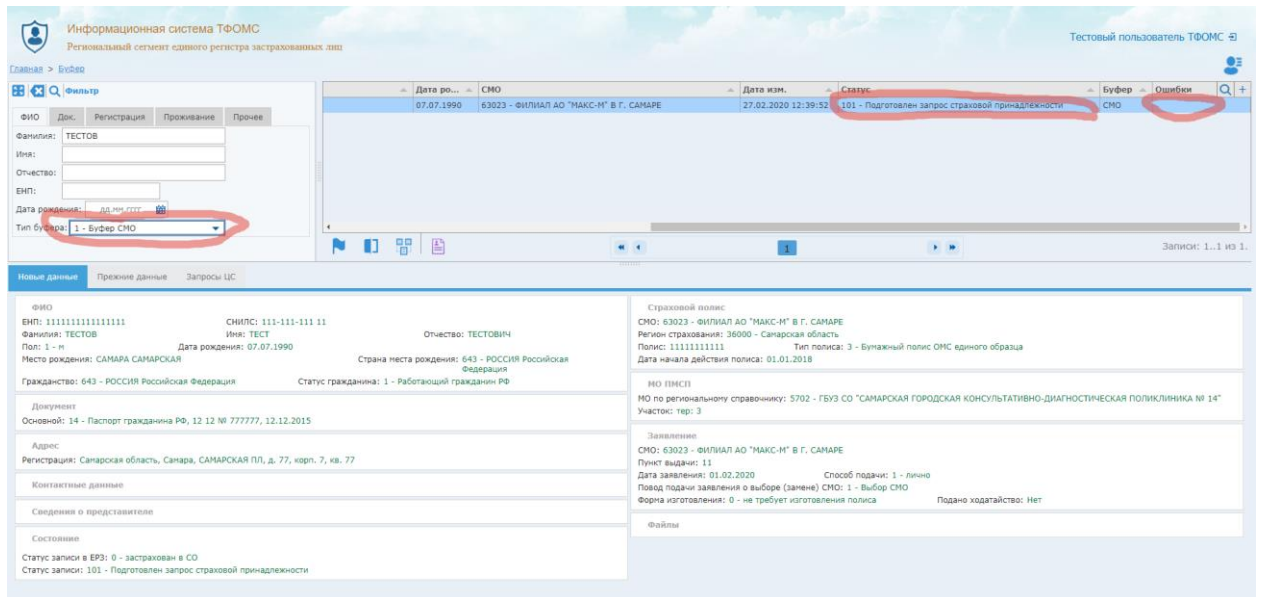 Информационная система ТФОМС
Региональный сегмент единого регистра застрахованных лиц
Тестовый пользователь ТФОМС
Главная > Буфер
Фильтр
ФИО Док. Регистрация Проживание Прочее
Фамилия: ТЕСТОВ
Имя:
Отчество:
ЕНП:
Дата рождения: дд.мм.гггг
Тип буфера: 1 - Буфер СМО
Дата ро... СМО Дата изм. Статус Буфер Ошибки
07.07.1990 63023 - ФИЛИАЛ АО "МАКС-М" В Г. САМАРЕ 27.02.2020 12:39:52 101 - Подготовлен запрос страховой принадлежности СМО
1
Записи: 1..1 из 1.
Новые данные Прежние данные Запросы ЦС
ФИО
ЕНП: 1111111111111111 СНИЛС: 111-111-111 11
Фамилия: ТЕСТОВ Имя: ТЕСТ Отчество: ТЕСТОВИЧ
Пол: 1 - м Дата рождения: 07.07.1990
Место рождения: САМАРА САМАРСКАЯ Страна места рождения: 643 - РОССИЯ Российская
Федерация
Гражданство: 643 - РОССИЯ Российская Федерация Статус гражданина: 1 - Работающий гражданин РФ
Документ
Основной: 14 - Паспорт гражданина РФ, 12 12 № 777777, 12.12.2015
Адрес
Регистрация: Самарская область, Самара, САМАРСКАЯ ПЛ, д. 77, корп. 7, кв. 77
Контактные данные
Сведения о представителе
Состояние
Статус записи в ЕРЗ: 0 - застрахован в СО
Статус записи: 101 - Подготовлен запрос страховой принадлежности
Страховой полис
СМО: 63023 - ФИЛИАЛ АО "МАКС-М" В Г. САМАРЕ
Регион страхования: 36000 - Самарская область
Полис: 11111111111 Тип полиса: 3 - Бумажный полис ОМС единого образца
Дата начала действия полиса: 01.01.2018
МО ПМСП
МО по региональному справочнику: 5702 - ГБУЗ СО "САМАРСКАЯ ГОРОДСКАЯ КОНСУЛЬТАТИВНО-ДИАГНОСТИЧЕСКАЯ ПОЛИКЛИНИКА № 14"
Участок: тер: 3
Заявление
СМО: 63023 - ФИЛИАЛ АО "МАКС-М" В Г. САМАРЕ
Пункт выдачи: 11
Дата заявления: 01.02.2020 Способ подачи: 1 - лично
Повод подачи заявления о выборе (замене) СМО: 1 - Выбор СМО
Форма изготовления: 0 - не требует изготовления полиса Подано ходатайство: Нет
Файлы